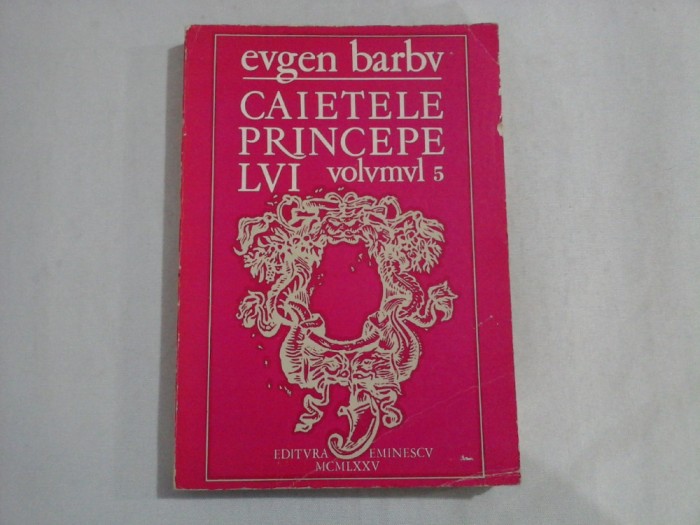 evgen barbv
CAIETELE
PRINCEPE
LVI volvmvl 5
EDITVRA EMINESCV
MCMLXXV